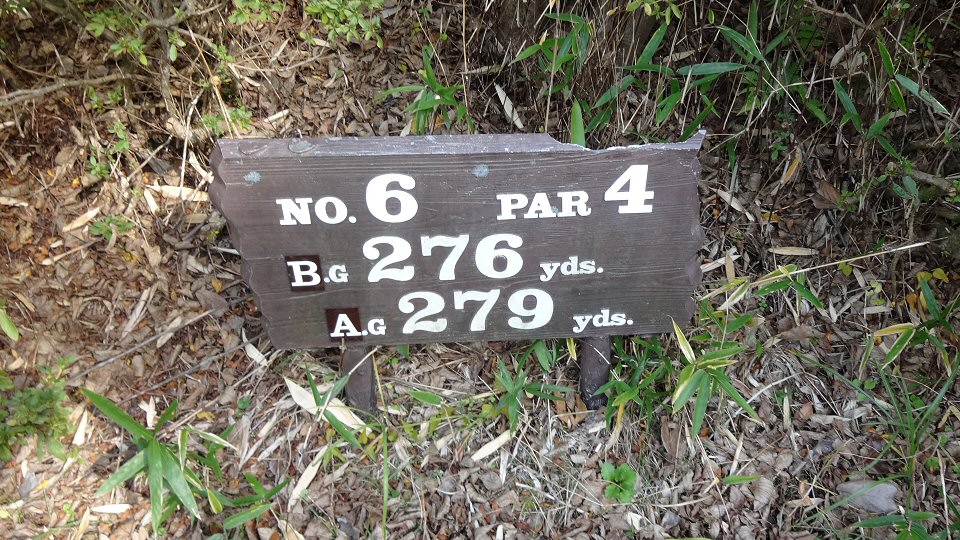 NO. 6 PAR 4
B.G 276 yds.
A.G 279 yds.